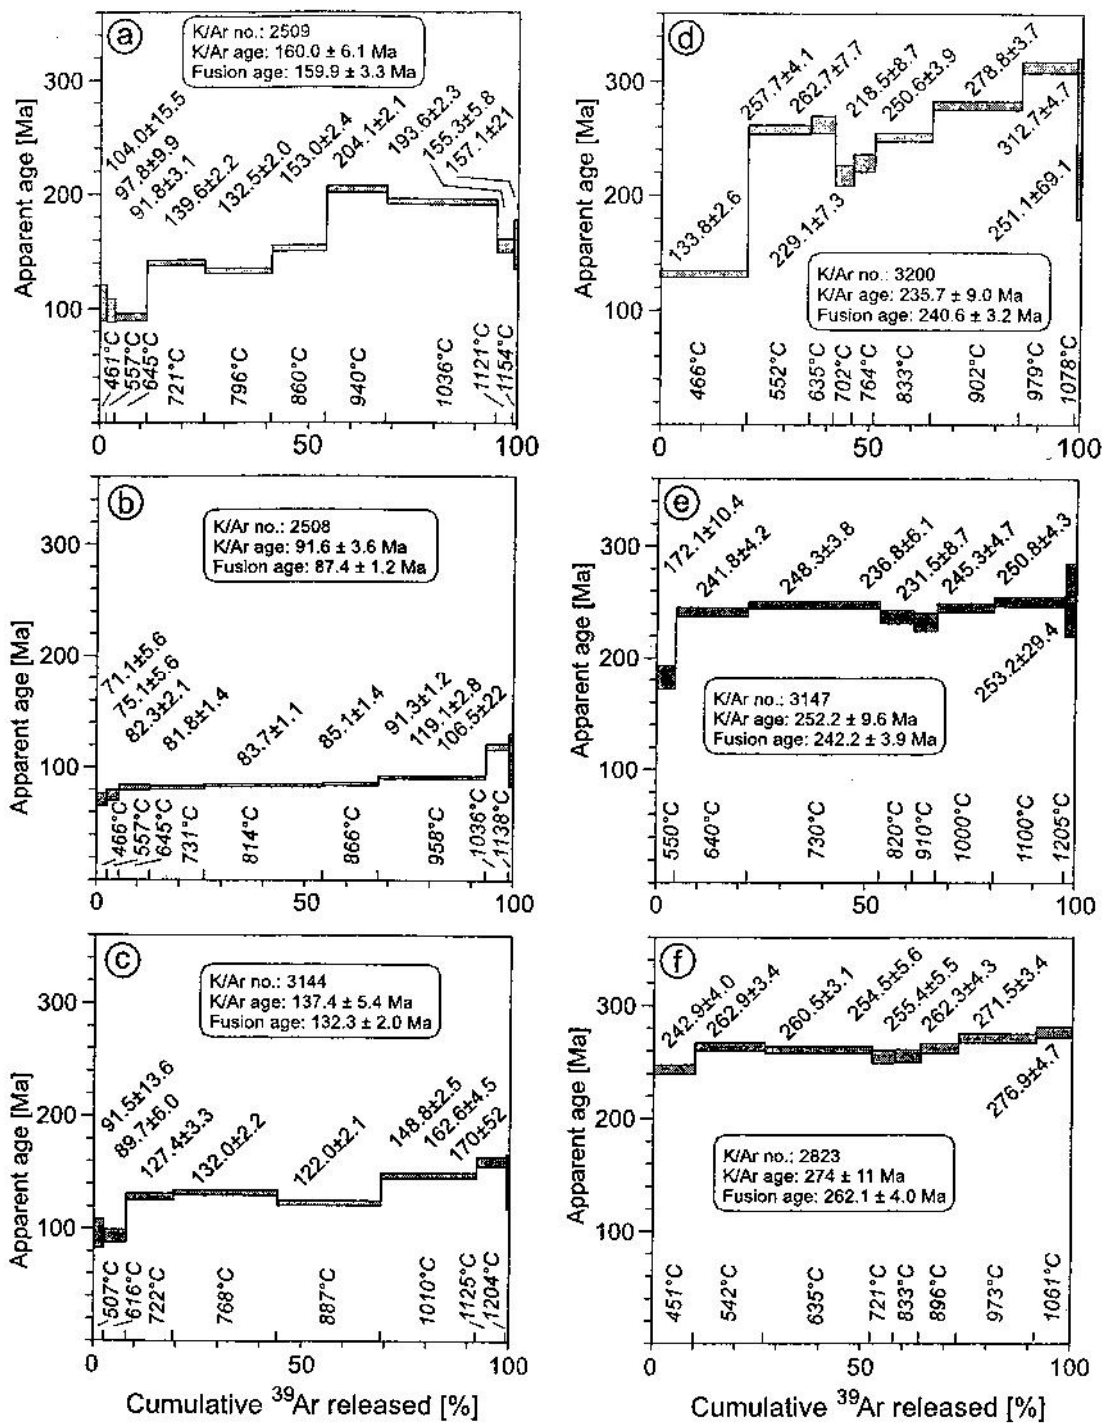 a
K/Ar no.: 2509
K/Ar age: 160.0 ± 6.1 Ma
Fusion age: 159.9 ± 3.3 Ma
Apparent age [Ma]
300
200
100
104.0±15.5
97.8±9.9
91.8±3.1
139.6±2.2
132.5±2.0
153.0±2.4
204.1±2.1
193.6±2.3
155.3±5.8
157.1±21
461°C
557°C
645°C
721°C
796°C
860°C
940°C
1036°C
1121°C
1154°C
0
50
100
d
300
200
100
Apparent age [Ma]
133.8±2.6
257.7±4.1
262.7±7.7
218.5±8.7
229.1±7.3
250.6±3.9
278.8±3.7
312.7±4.7
251.1±69.1
K/Ar no.: 3200
K/Ar age: 235.7 ± 9.0 Ma
Fusion age: 240.6 ± 3.2 Ma
466°C
552°C
635°C
702°C
764°C
833°C
902°C
979°C
1078°C
0
50
100
b
K/Ar no.: 2508
K/Ar age: 91.6 ± 3.6 Ma
Fusion age: 87.4 ± 1.2 Ma
Apparent age [Ma]
300
200
100
71.1±5.6
75.1±5.6
82.3±2.1
81.8±1.4
83.7±1.1
85.1±1.4
91.3±1.2
119.1±2.8
106.5±22
466°C
557°C
645°C
731°C
814°C
866°C
958°C
1036°C
1138°C
0
50
100
e
300
200
100
Apparent age [Ma]
172.1±10.4
241.8±4.2
248.3±3.8
236.8±6.1
231.5±8.7
245.3±4.7
250.8±4.3
253.2±29.4
K/Ar no.: 3147
K/Ar age: 252.2 ± 9.6 Ma
Fusion age: 242.2 ± 3.9 Ma
550°C
640°C
730°C
820°C
910°C
1000°C
1100°C
1205°C
0
50
100
c
K/Ar no.: 3144
K/Ar age: 137.4 ± 5.4 Ma
Fusion age: 132.3 ± 2.0 Ma
Apparent age [Ma]
300
200
100
91.5±13.6
89.7±6.0
127.4±3.3
132.0±2.2
122.0±2.1
148.8±2.5
162.6±4.5
170±52
507°C
616°C
722°C
768°C
887°C
1010°C
1125°C
1204°C
0
50
100
Cumulative ³⁹Ar released [%]
f
300
200
100
Apparent age [Ma]
242.9±4.0
262.9±3.4
260.5±3.1
254.5±5.6
255.4±5.5
262.3±4.3
271.5±3.4
276.9±4.7
K/Ar no.: 2823
K/Ar age: 274 ± 11 Ma
Fusion age: 262.1 ± 4.0 Ma
451°C
542°C
635°C
721°C
833°C
896°C
973°C
1061°C
0
50
100
Cumulative ³⁹Ar released [%]